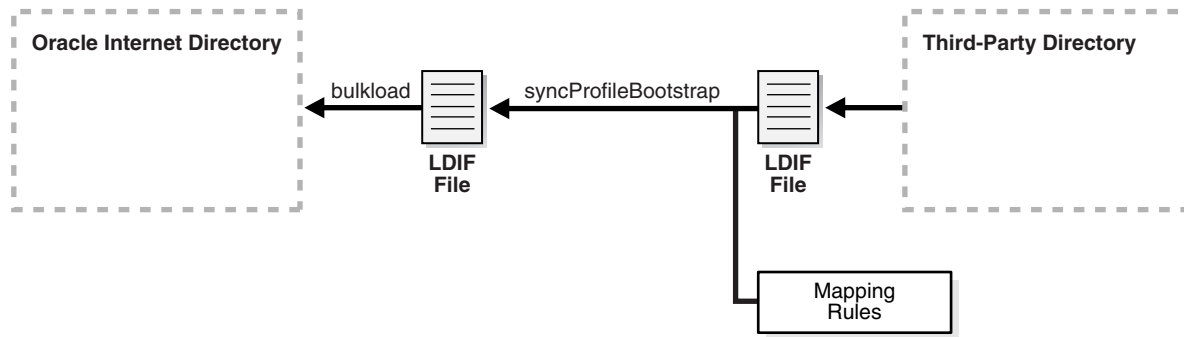 Oracle Internet Directory
Third-Party Directory
bulkload
syncProfileBootstrap
LDIF
File
LDIF
File
Mapping
Rules